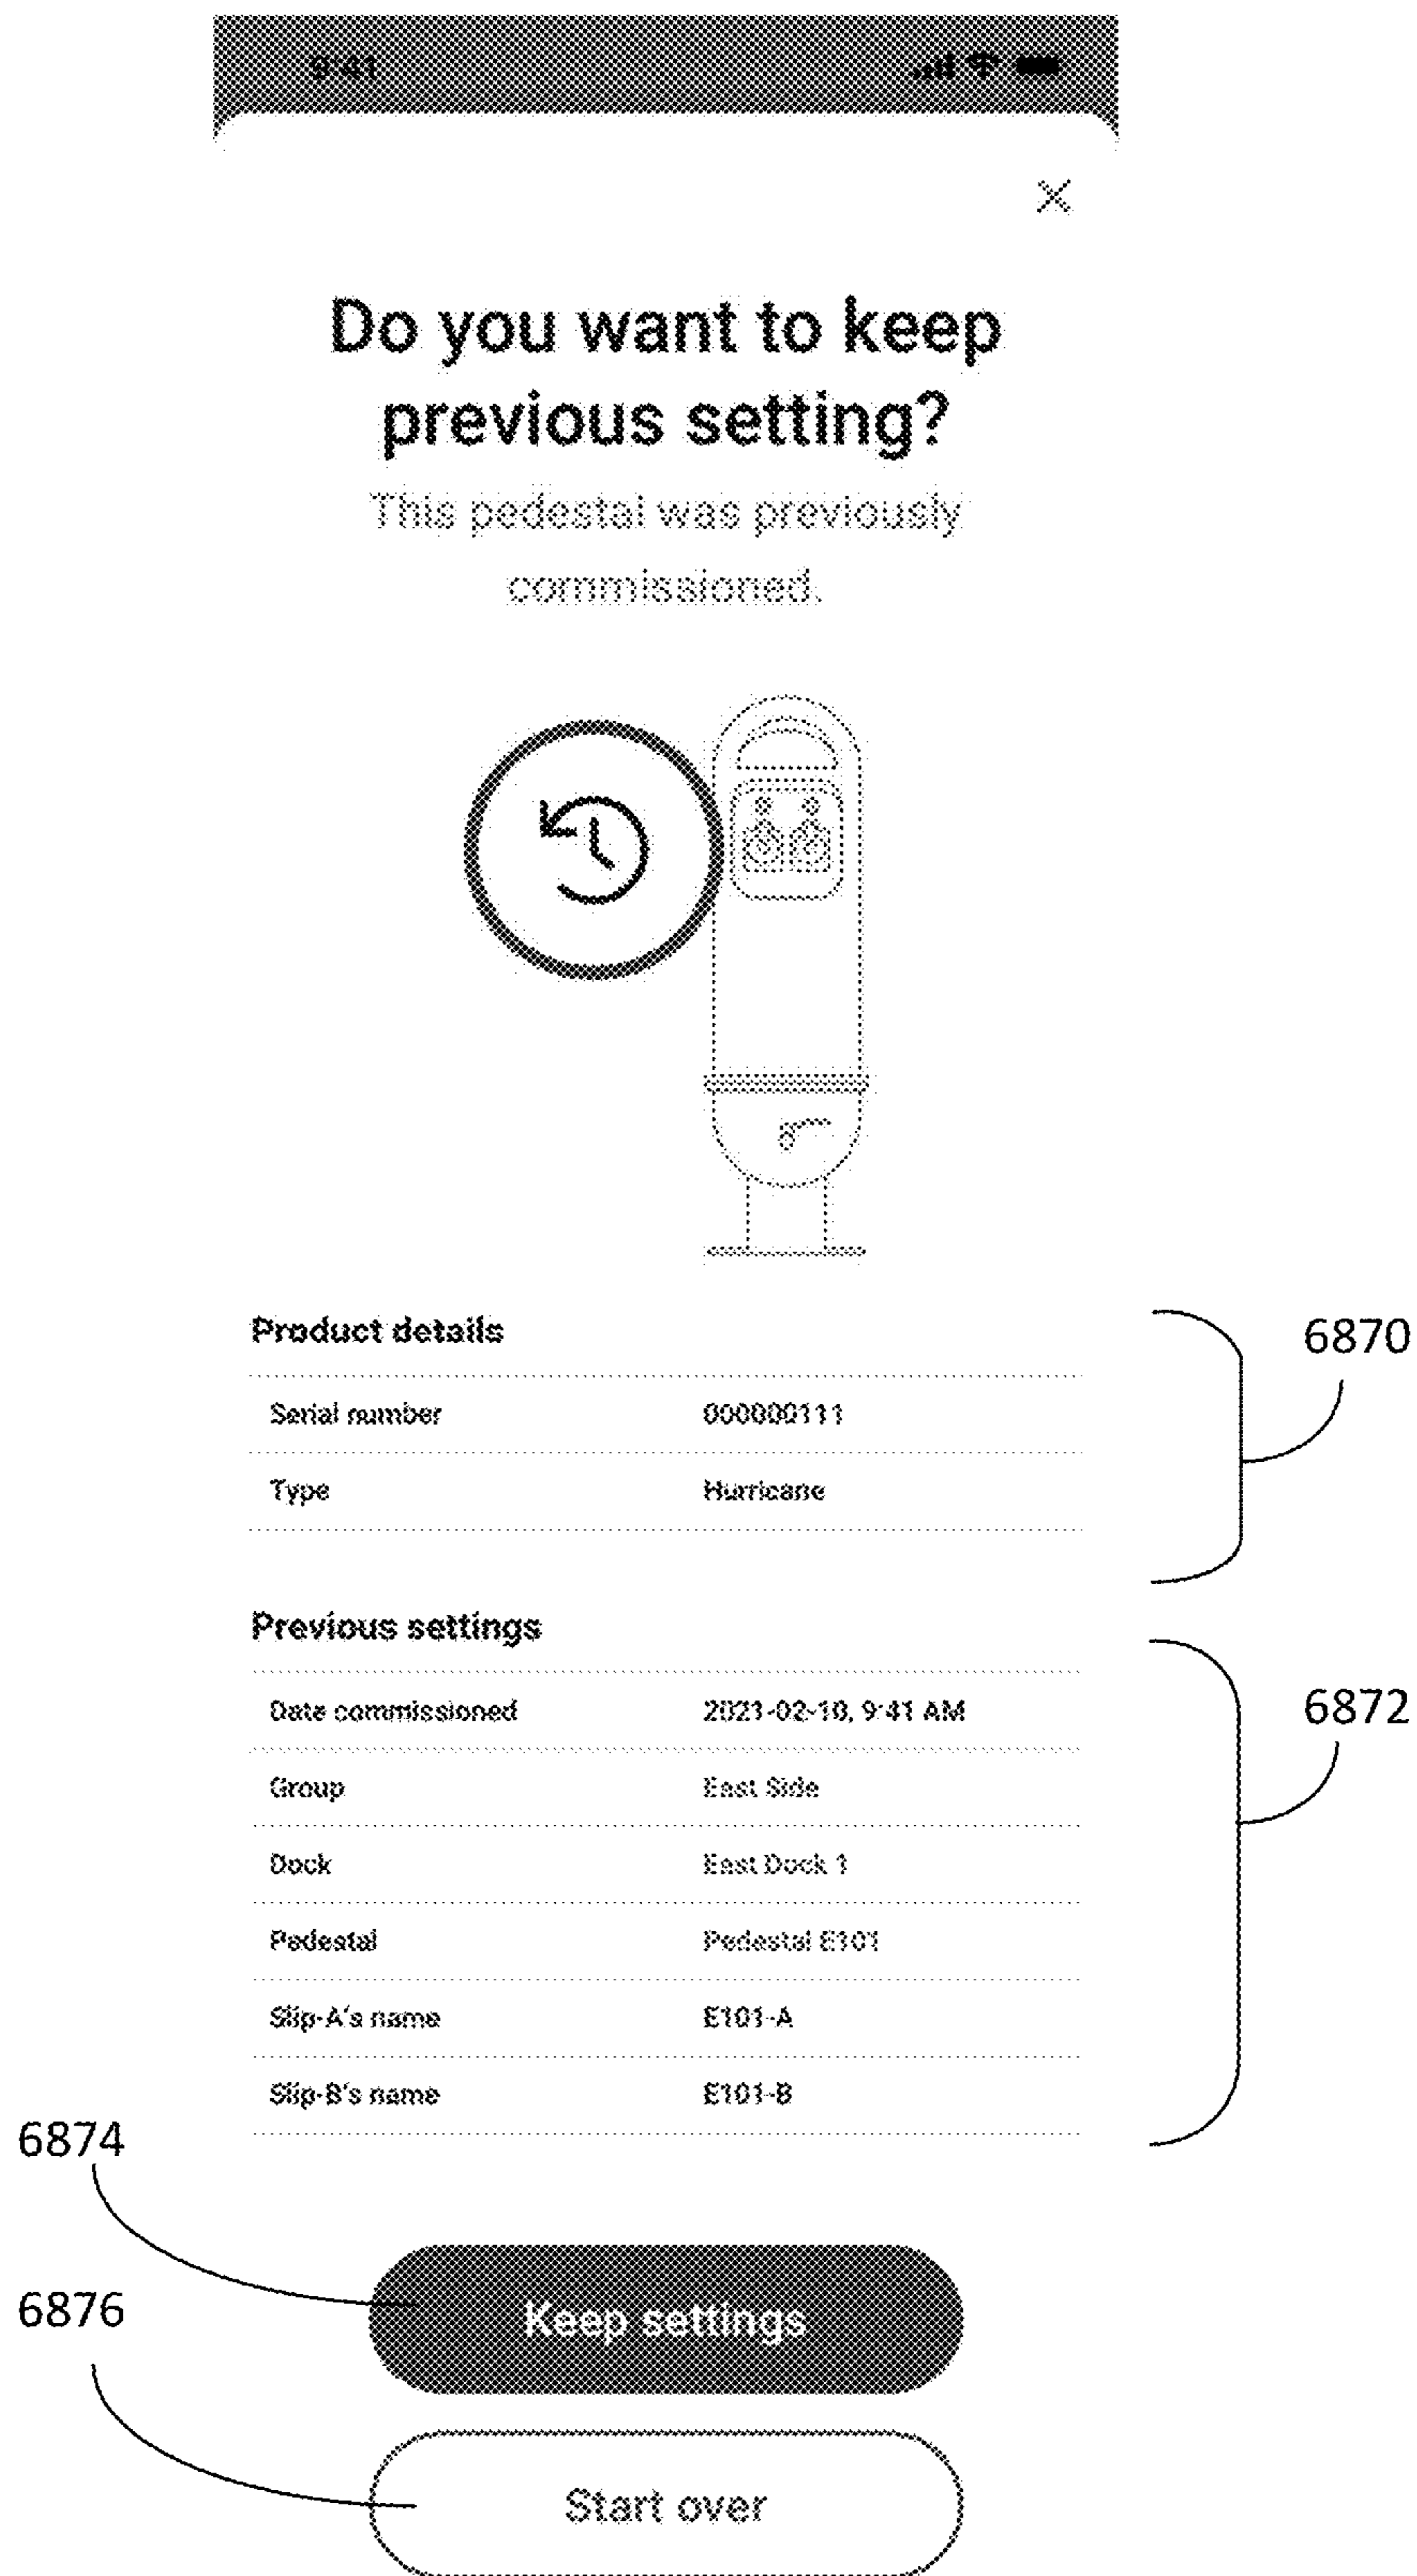 9:41
Do you want to keep
previous setting?
This pedestal was previously
commissioned.
Product details
6870
Serial number 000000111
Type Hurricane
Previous settings
6872
Date commissioned 2021-02-10, 9:41 AM
Group East Side
Dock East Dock 1
Pedestal Pedestal E101
Slip-A's name E101-A
Slip-B's name E101-B
6874
Keep settings
6876
Start over